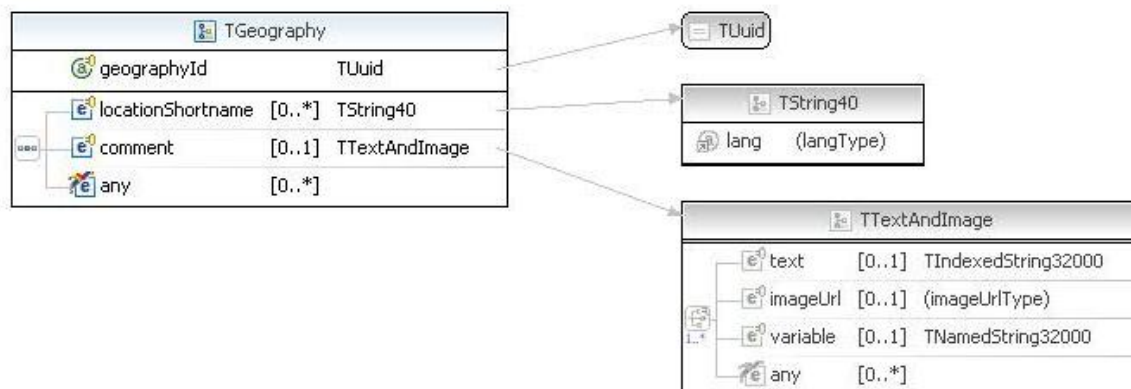 TGeography
geographyId TUuid
locationShortname [0..*] TString40
comment [0..1] TTextAndImage
any [0..*]
TUuid
TString40
lang (langType)
TTextAndImage
text [0..1] TIndexedString32000
imageUrl [0..1] (imageUrlType)
1..*
variable [0..1] TNamedString32000
any [0..*]